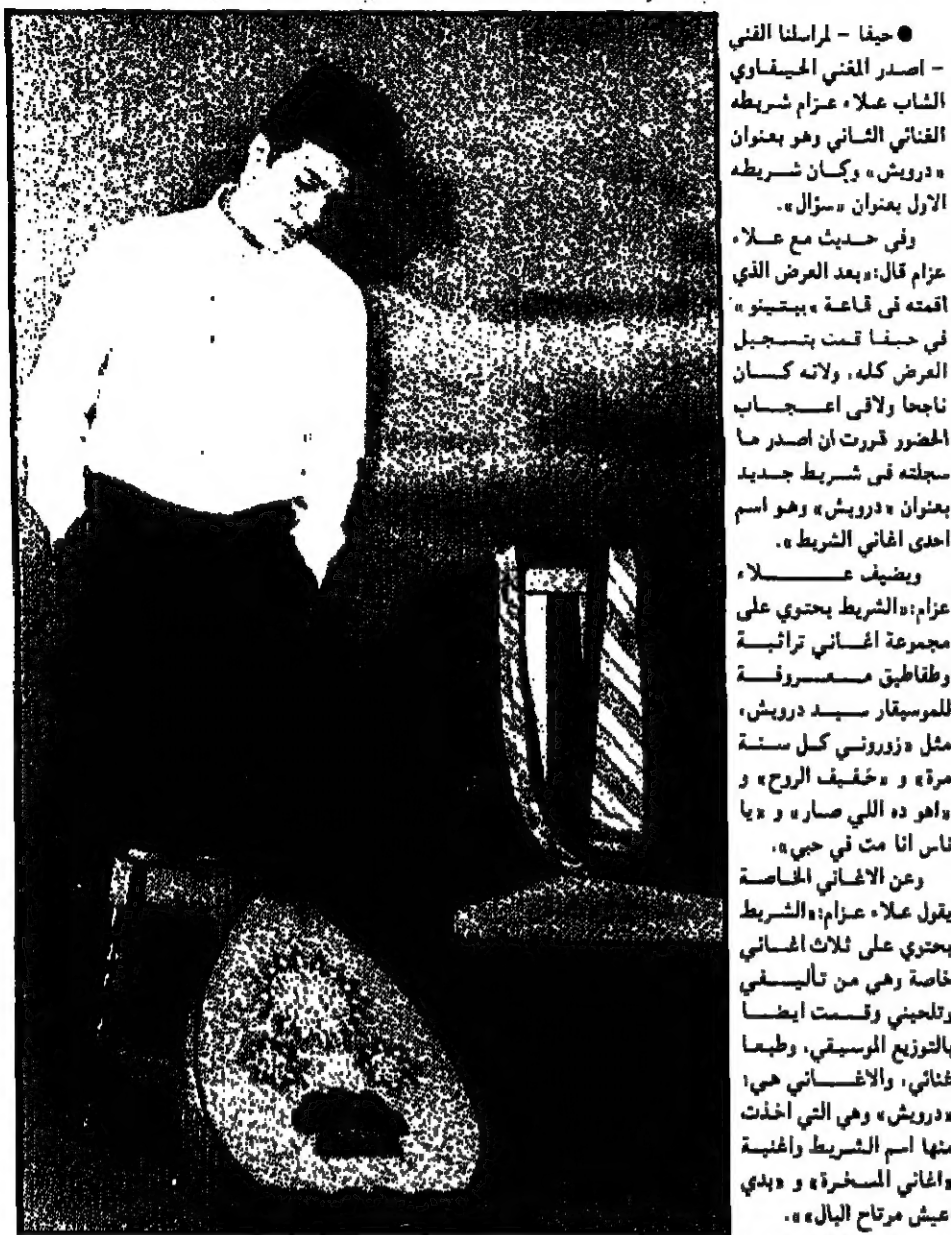 ● حيفا - لمراسلنا الفني
- اصدر المغني الحيفاوي
الشاب علاء عزام شريطه
الغنائي الثاني وهو بعنوان
«درويش» وكان شريطه
الاول بعنوان «سؤال».
وفي حديث مع علاء
عزام قال:«بعد العرض الذي
اقمته في قاعة «بيتينو»
في حيفا قمت بتسجيل
العرض كله، ولانه كان
ناجحا ولاقى اعجاب
الحضور قررت ان اصدر ما
سجلته في شريط جديد
بعنوان «درويش» وهو اسم
احدى اغاني الشريط».
ويضيف علاء
عزام:«الشريط يحتوي على
مجموعة اغاني تراثية
وطقاطيق معروفة
للموسيقار سيد درويش،
مثل «زوروني كل سنة
مرة» و «خفيف الروح» و
«اهو ده اللي صار» و «يا
ناس انا مت في حبي».
وعن الاغاني الخاصة
يقول علاء عزام:«الشريط
يحتوي على ثلاث اغاني
خاصة وهي من تأليفي
وتلحيني وقمت ايضا
بالتوزيع الموسيقي، وطبعا
غنائي، والاغاني هي:
«درويش» وهي التي اخذت
منها اسم الشريط واغنية
«اغاني المسخرة» و «بدي
عيش مرتاح البال»».